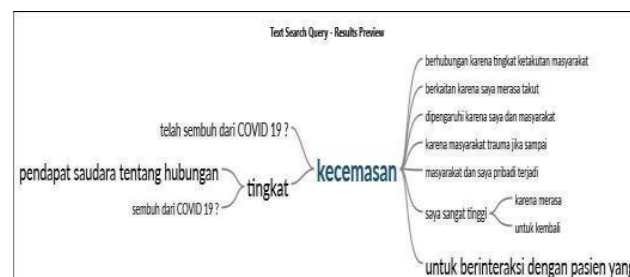 Text Search Query - Results Preview
telah sembuh dari COVID 19 ?
pendapat saudara tentang hubungan
sembuh dari COVID 19 ?
tingkat
kecemasan
berhubungan karena tingkat ketakutan masyarakat
berkaitan karena saya merasa takut
dipengaruhi karena saya dan masyarakat
karena masyarakat trauma jika sampai
masyarakat dan saya pribadi terjadi
saya sangat tinggi
karena merasa
untuk kembali
untuk berinteraksi dengan pasien yang